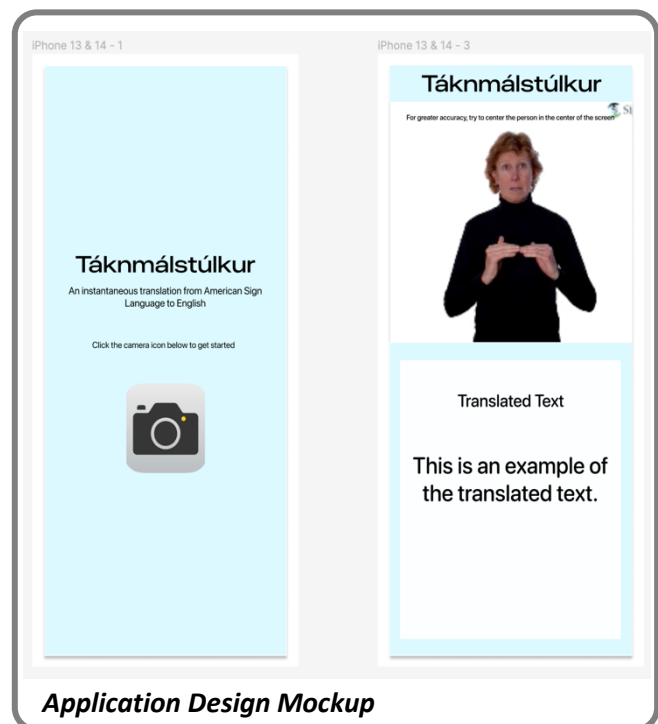 iPhone 13 & 14 - 1
Táknmálstúlkur
An instantaneous translation from American Sign
Language to English
Click the camera icon below to get started
iPhone 13 & 14 - 3
Táknmálstúlkur
For greater accuracy, try to center the person in the center of the screen
Translated Text
This is an example of
the translated text.
Application Design Mockup